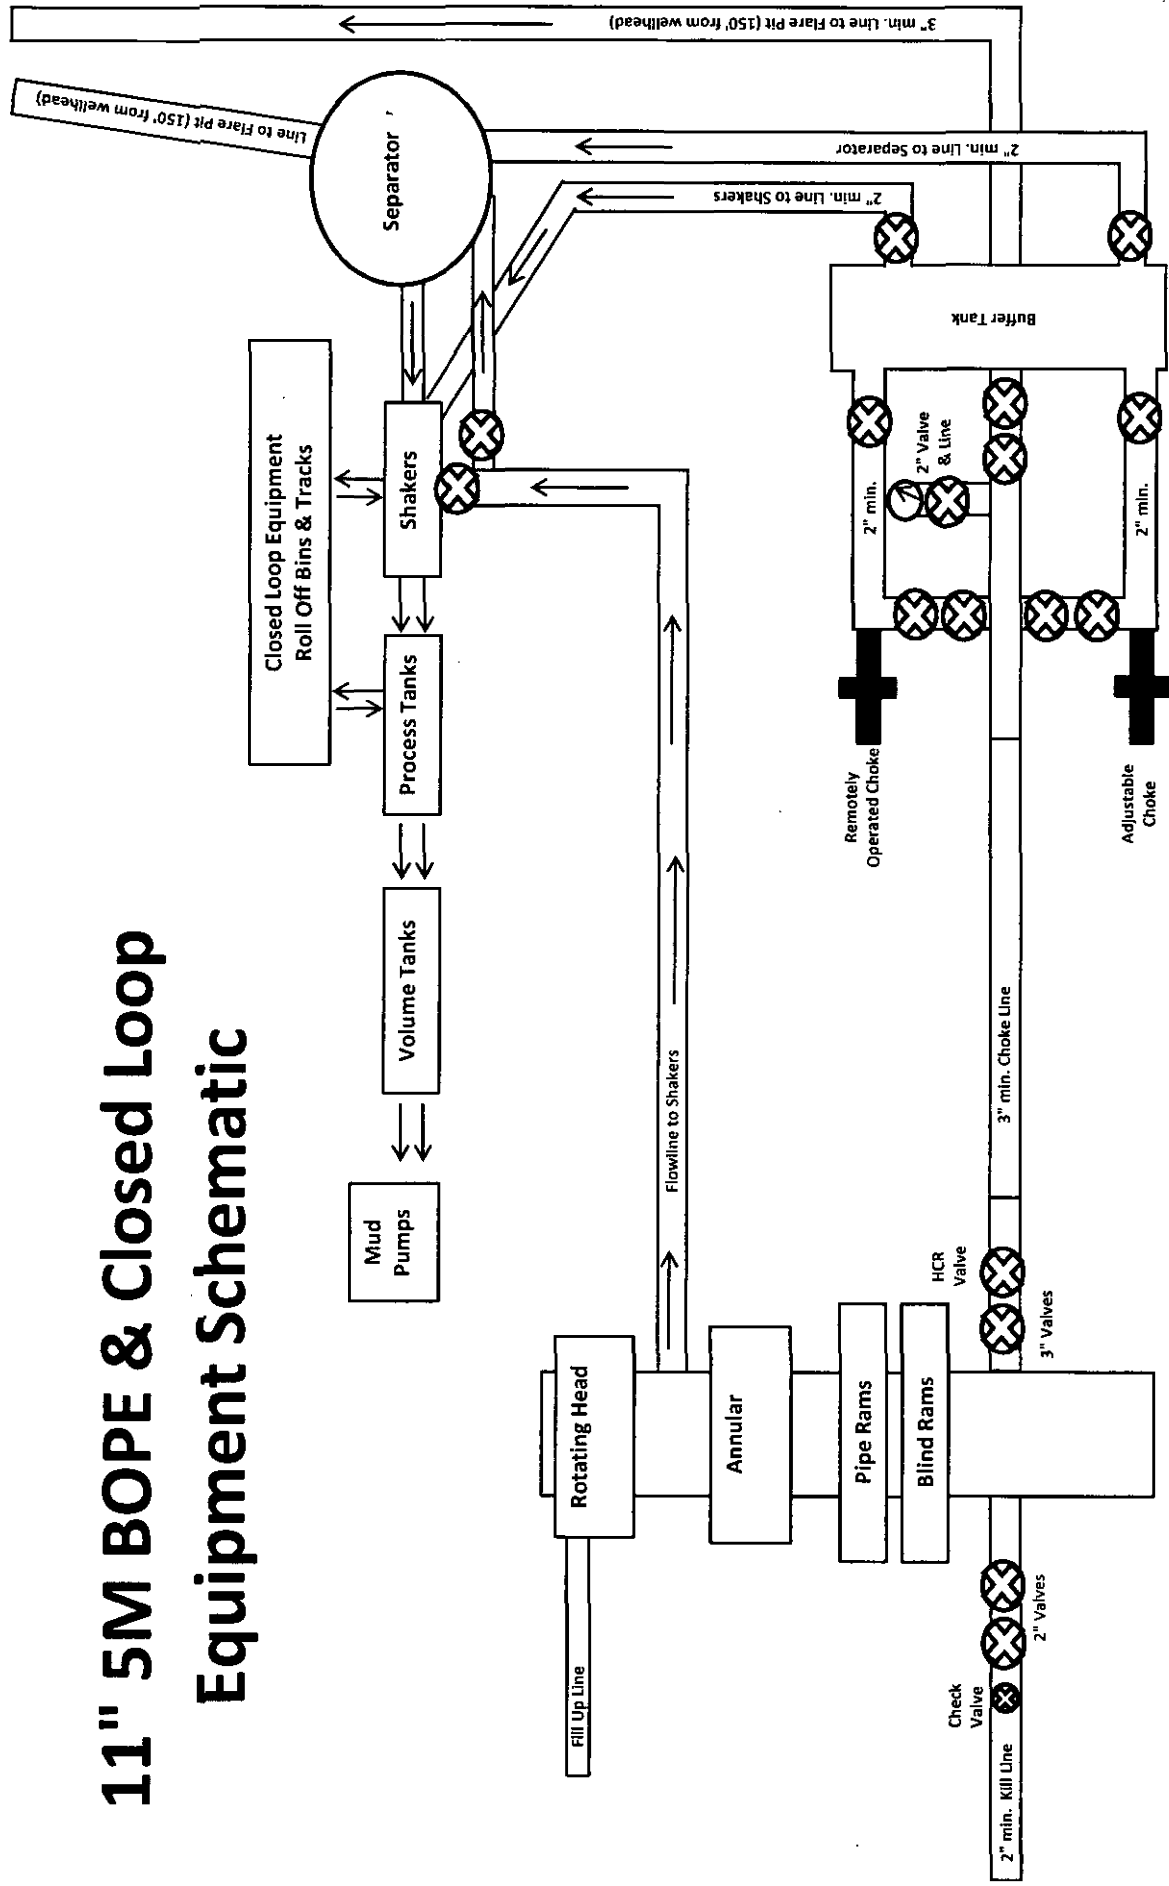 11" 5M BOPE & Closed Loop
Equipment Schematic
Mud
Pumps
Volume Tanks
Process Tanks
Shakers
Closed Loop Equipment
Roll Off Bins & Tracks
Separator
Line to Flare Pit (150' from wellhead)
3" min. Line to Flare Pit (150' from wellhead)
2" min. Line to Separator
2" min. Line to Shakers
Fill Up Line
Rotating Head
Flowline to Shakers
Annular
Pipe Rams
Blind Rams
Check
Valve
2" min. Kill Line
2" Valves
HCR
Valve
3" Valves
3" min. Choke Line
Remotely
Operated Choke
Adjustable
Choke
2" min.
2" Valve
& Line
2" min.
Buffer Tank